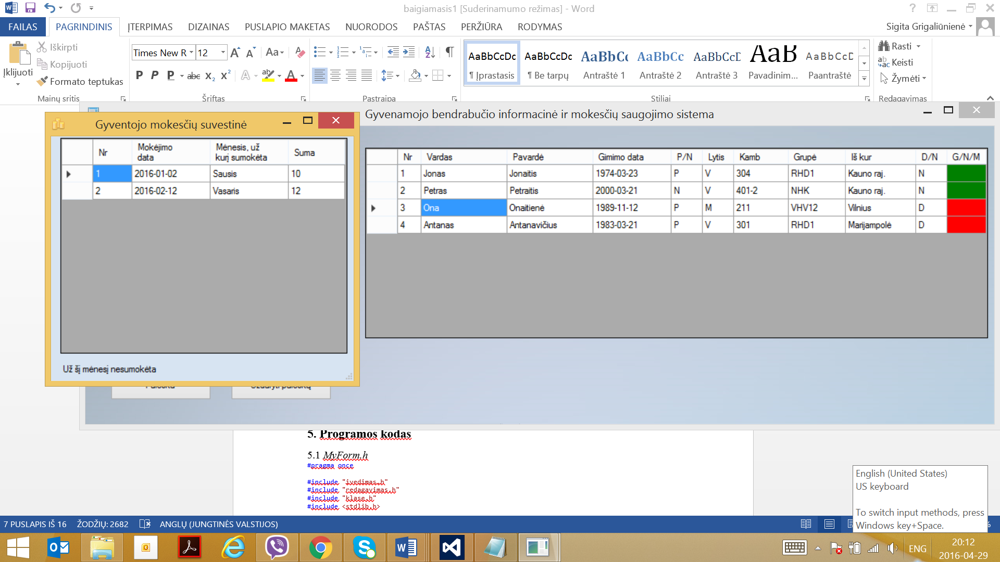 baigiamasis1 [Suderinamumo režimas] - Word
FAILAS PAGRINDINIS ĮTERPIMAS DIZAINAS PUSLAPIO MAKETAS NUORODOS PAŠTAS PERŽIŪRA RODYMAS Sigita Grigaliūnienė
Įklijuoti
Iškirpti
Kopijuoti
Formato teptukas
Mainų sritis
Times New R 12
Šriftas
Pastraipa
AaBbCcDc AaBbCcDc AaBbC AaBbCc AaBbCcD AaB AaBbCcD
¶ Įprastasis ¶ Be tarpų Antraštė 1 Antraštė 2 Antraštė 3 Pavadinim... Paantraštė
Stiliai
Rasti
Keisti
Žymėti
Redagavimas
Gyventojo mokesčių suvestinė
Nr Mokėjimo data Mėnesis, už kurį sumokėta Suma
1 2016-01-02 Sausis 10
2 2016-02-12 Vasaris 12
Už šį mėnesį nesumokėta
Gyvenamojo bendrabučio informacinė ir mokesčių saugojimo sistema
Nr Vardas Pavardė Gimimo data P/N Lytis Kamb Grupė Iš kur D/N G/N/M
1 Jonas Jonaitis 1974-03-23 P V 304 RHD1 Kauno raj. N
2 Petras Petraitis 2000-03-21 N V 401-2 NHK Kauno raj. N
3 Ona Onaitienė 1989-11-12 P M 211 VHV12 Vilnius D
4 Antanas Antanavičius 1983-03-21 P V 301 RHD1 Marijampolė D
5. Programos kodas
5.1 MyForm.h
#pragma once
#include "ivedimas.h"
#include "redagavimas.h"
#include "klase.h"
#include <stdlib.h>
English (United States)
US keyboard
To switch input methods, press
Windows key+Space.
7 PUSLAPIS IŠ 16 ŽODŽIŲ: 2682 ANGLŲ (JUNGTINĖS VALSTIJOS)
ENG
20:12
2016-04-29